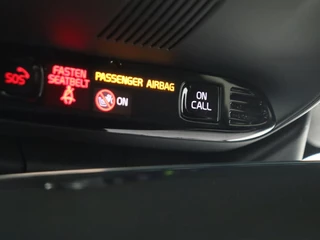 SOS
FASTEN
SEATBELT
PASSENGER AIRBAG
ON
ON
CALL